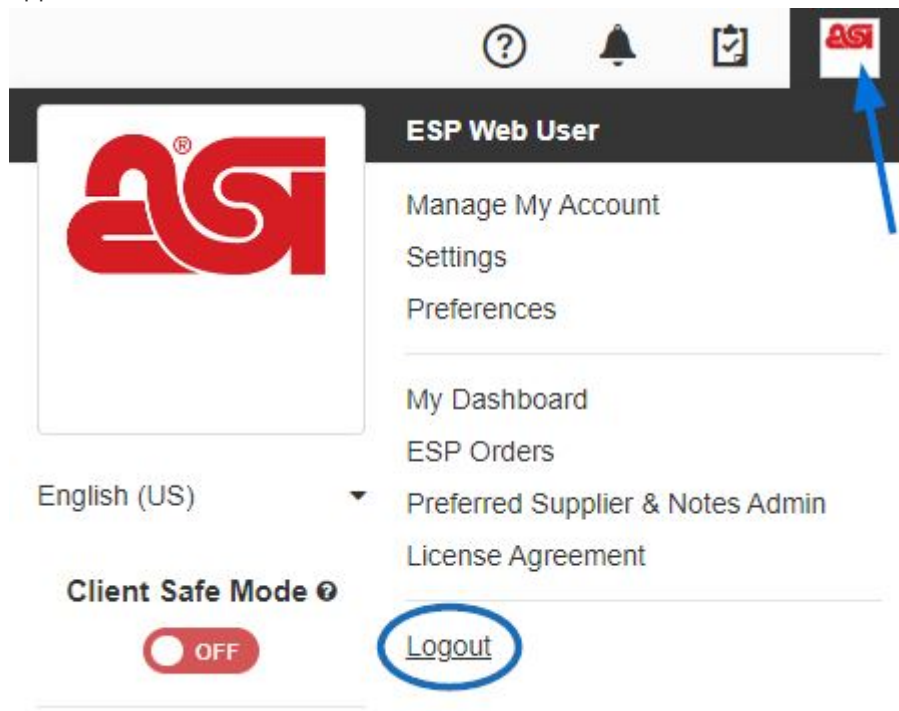 asi
ESP Web User
asi®
Manage My Account
Settings
Preferences
My Dashboard
ESP Orders
English (US)
Preferred Supplier & Notes Admin
License Agreement
Client Safe Mode ?
OFF
Logout